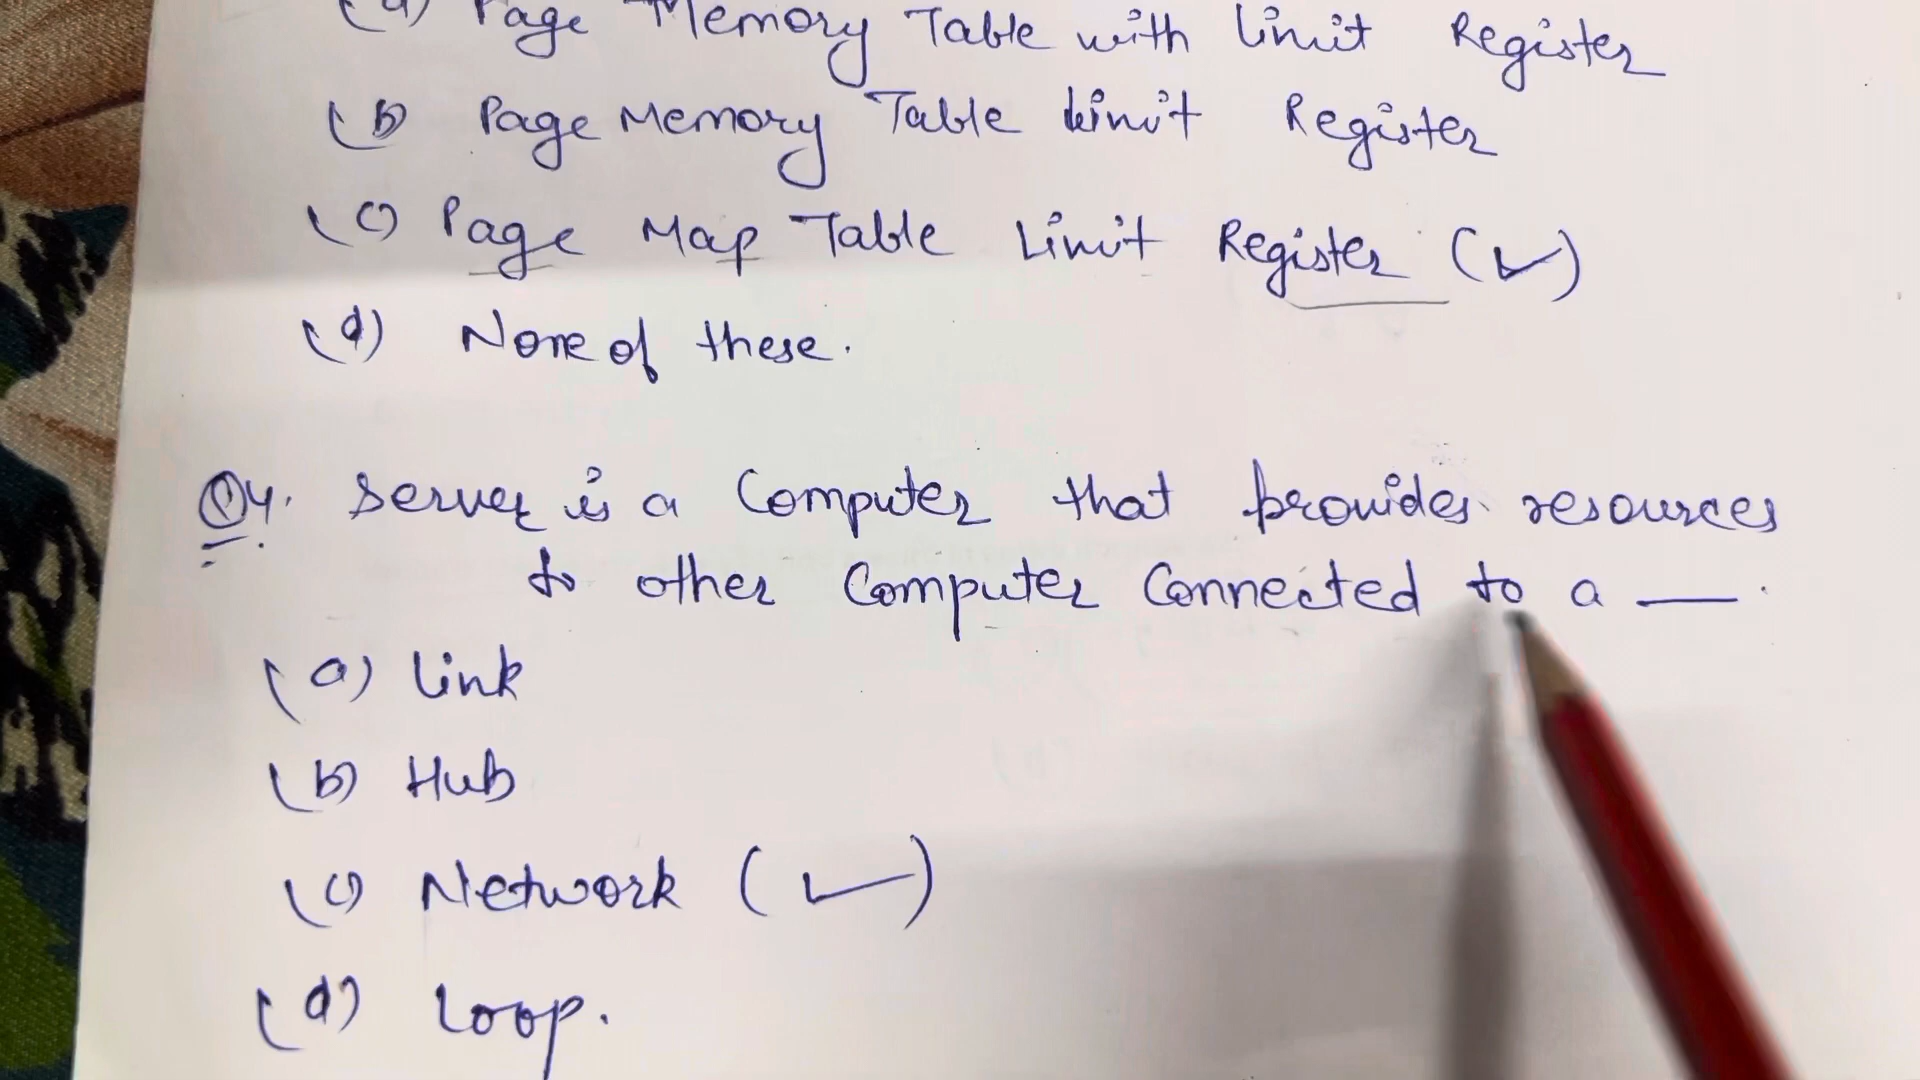 (a) Page Memory Table with limit Register
(b) Page Memory Table Limit Register
(c) Page Map Table Limit Register (✓)
(d) None of these.
Q4. Server is a Computer that provides resources
to other Computer Connected to a —.
(a) Link
(b) Hub
(c) Network (✓)
(d) Loop.